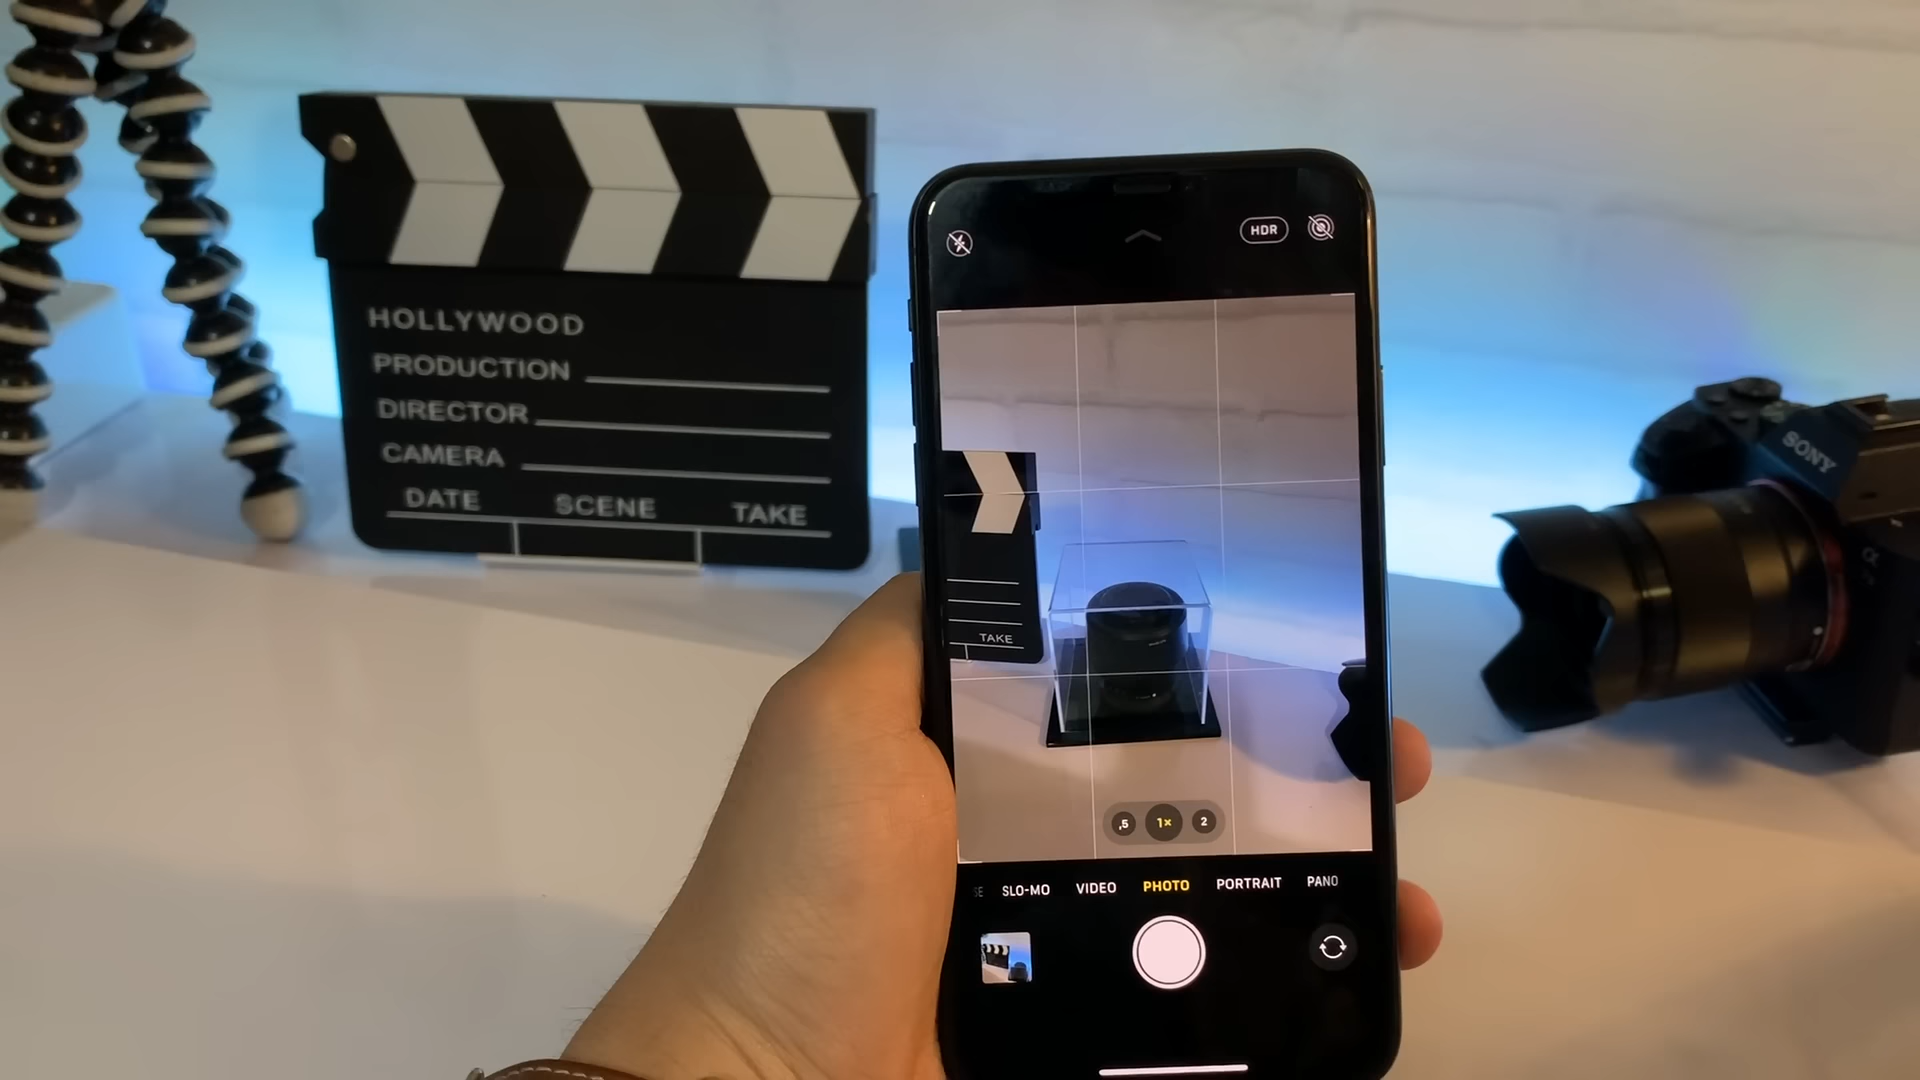 HOLLYWOOD
PRODUCTION
DIRECTOR
CAMERA
DATE SCENE TAKE
HDR
TAKE
,5 1× 2
SE SLO-MO VIDEO PHOTO PORTRAIT PANO
SONY
α